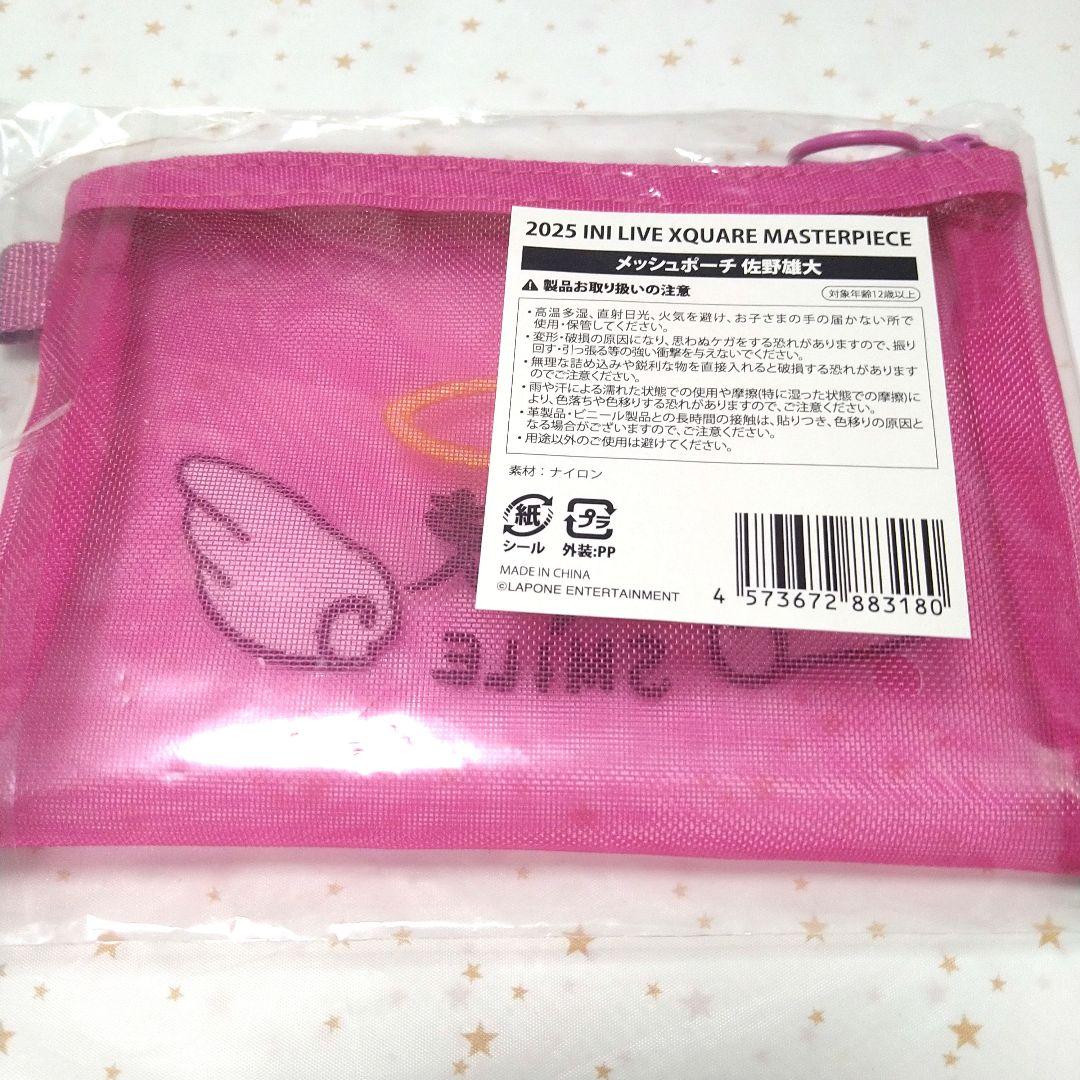 2025 INI LIVE XQUARE MASTERPIECE
メッシュポーチ 佐野雄大
製品お取り扱いの注意
対象年齢12歳以上
・高温多湿、直射日光、火気を避け、お子さまの手の届かない所で
使用・保管してください。
・変形・破損の原因になり、思わぬケガをする恐れがありますので、振り
回す・引っ張る等の強い衝撃を与えないでください。
・無理な詰め込みや鋭利な物を直接入れると破損する恐れがあります
のでご注意ください。
・雨や汗による濡れた状態での使用や摩擦(特に湿った状態での摩擦)に
より、色落ちや色移りする恐れがありますので、ご注意ください。
・革製品・ビニール製品との長時間の接触は、貼りつき、色移りの原因と
なる場合がございますので、ご注意ください。
・用途以外のご使用は避けてください。
素材：ナイロン
紙
シール
プラ
外装:PP
MADE IN CHINA
©LAPONE ENTERTAINMENT
4 573672 883180
SMILE